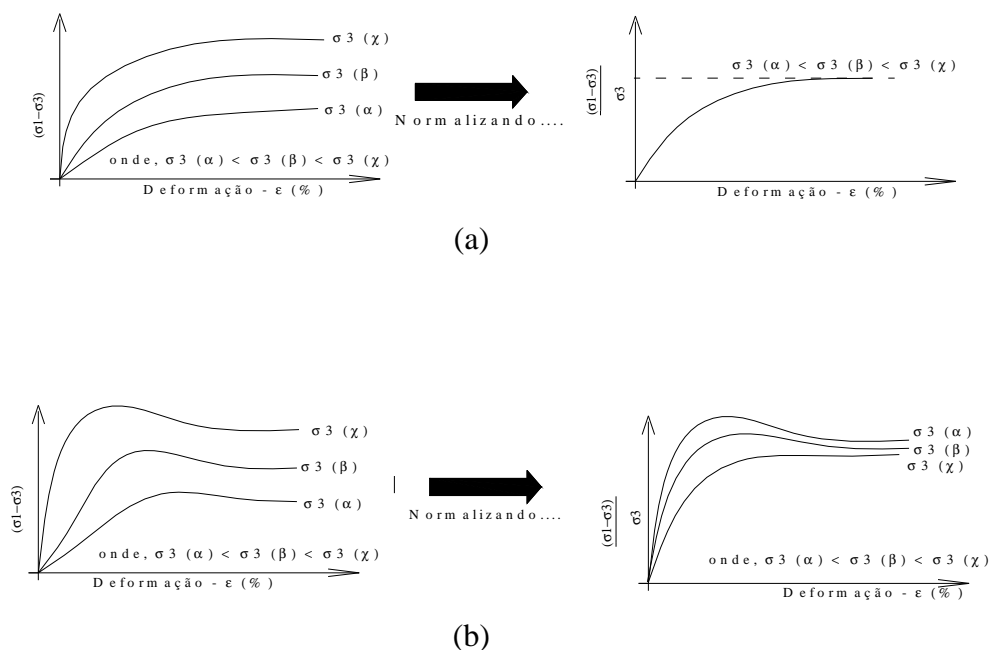 σ3 (χ)
σ3 (β)
σ3 (α)
(σ1−σ3)
onde, σ3 (α) < σ3 (β) < σ3 (χ)
Deformação - ε (%)
Normalizando....
σ3 (α) < σ3 (β) < σ3 (χ)
(σ1−σ3)
σ3
Deformação - ε (%)
(a)
σ3 (χ)
σ3 (β)
σ3 (α)
(σ1−σ3)
onde, σ3 (α) < σ3 (β) < σ3 (χ)
Deformação - ε (%)
Normalizando....
σ3 (α)
σ3 (β)
σ3 (χ)
(σ1−σ3)
σ3
onde, σ3 (α) < σ3 (β) < σ3 (χ)
Deformação - ε (%)
(b)